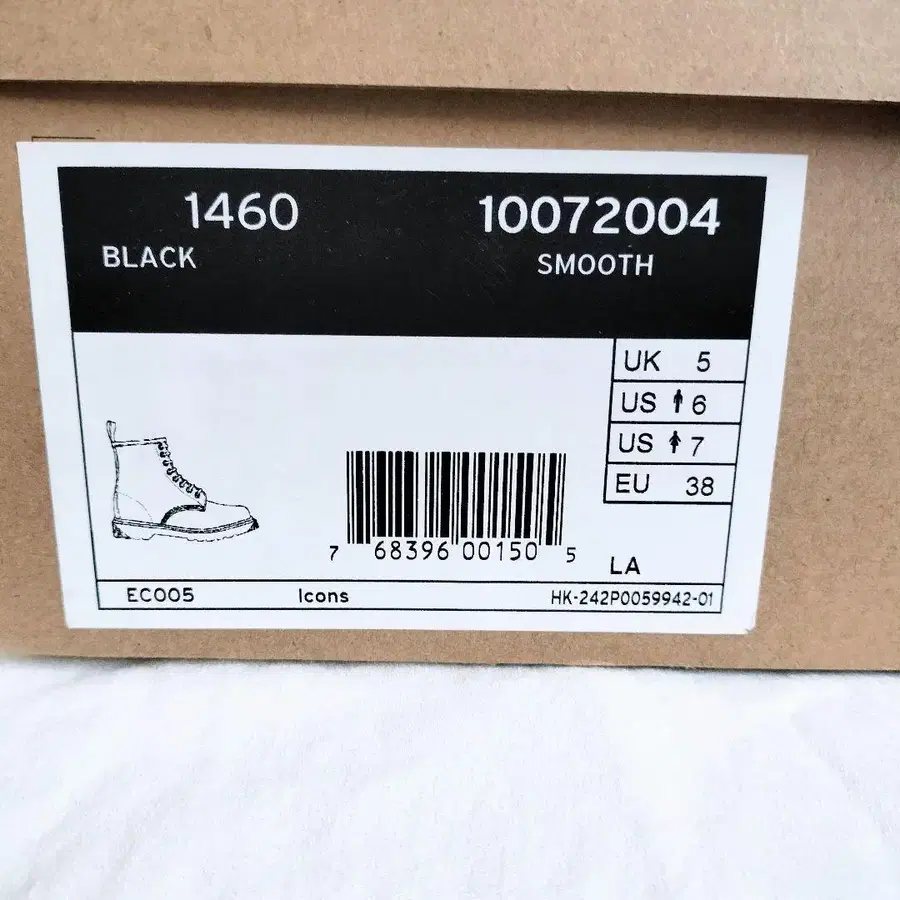 1460 10072004
BLACK SMOOTH
UK 5
US 6
US 7
EU 38
7 68396 00150 5
LA
EC005 Icons HK-242P0059942-01